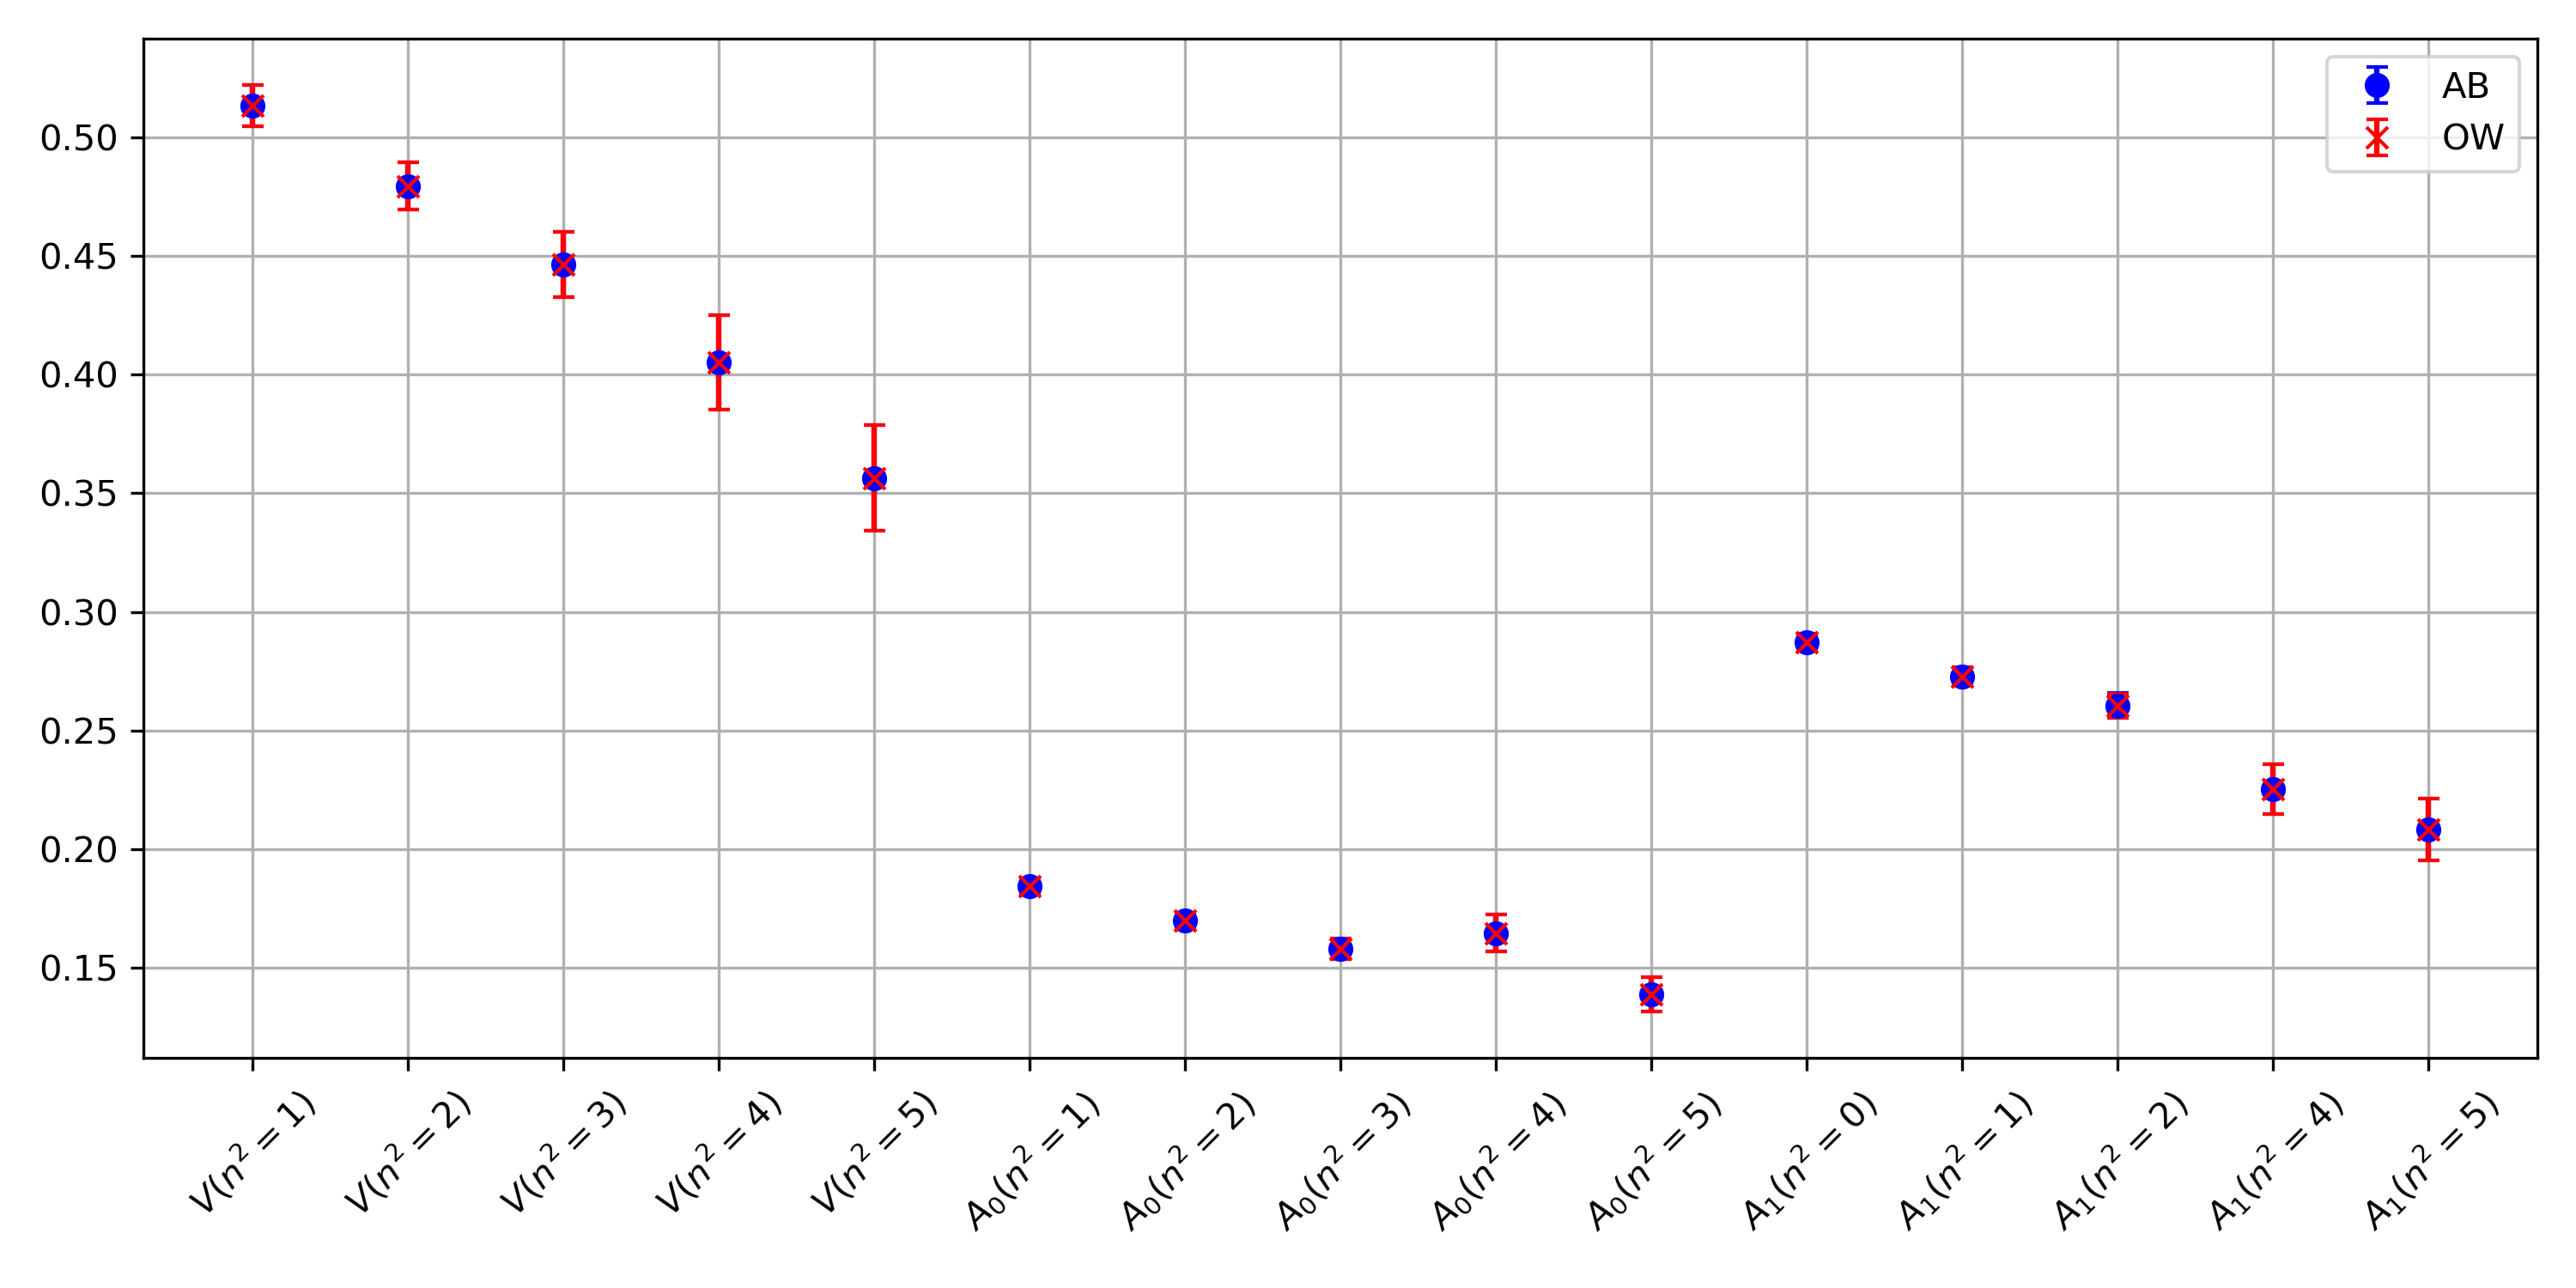 AB
OW
0.50
0.45
0.40
0.35
0.30
0.25
0.20
0.15
V(n²=1)
V(n²=2)
V(n²=3)
V(n²=4)
V(n²=5)
A₀(n²=1)
A₀(n²=2)
A₀(n²=3)
A₀(n²=4)
A₀(n²=5)
A₁(n²=0)
A₁(n²=1)
A₁(n²=2)
A₁(n²=4)
A₁(n²=5)